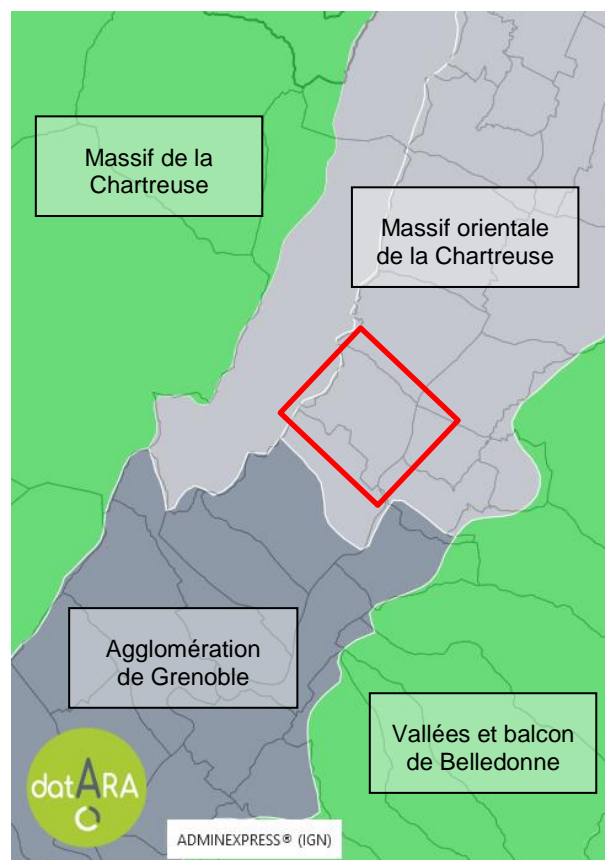 Massif de la
Chartreuse
Massif orientale
de la Chartreuse
Agglomération
de Grenoble
Vallées et balcon
de Belledonne
datARA
ADMINEXPRESS® (IGN)